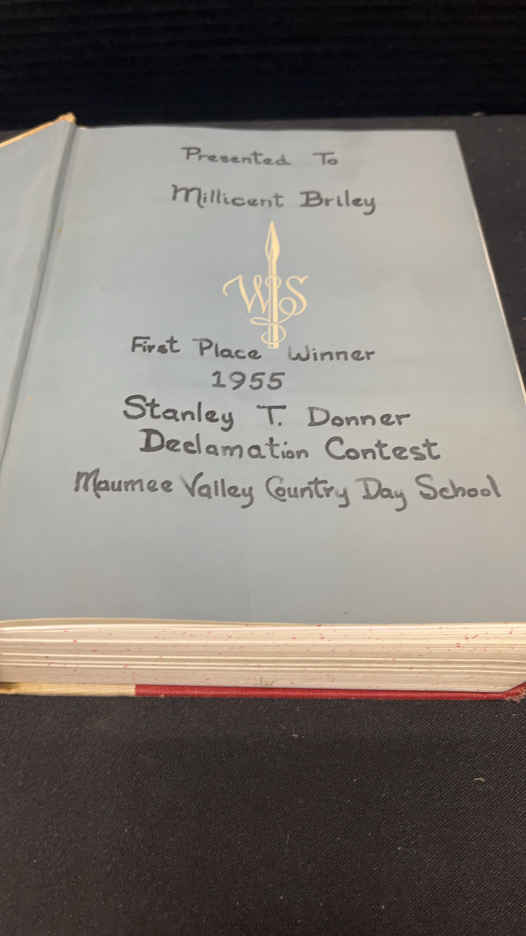 Presented To
Millicent Briley
WS
First Place Winner
1955
Stanley T. Donner
Declamation Contest
Maumee Valley Country Day School